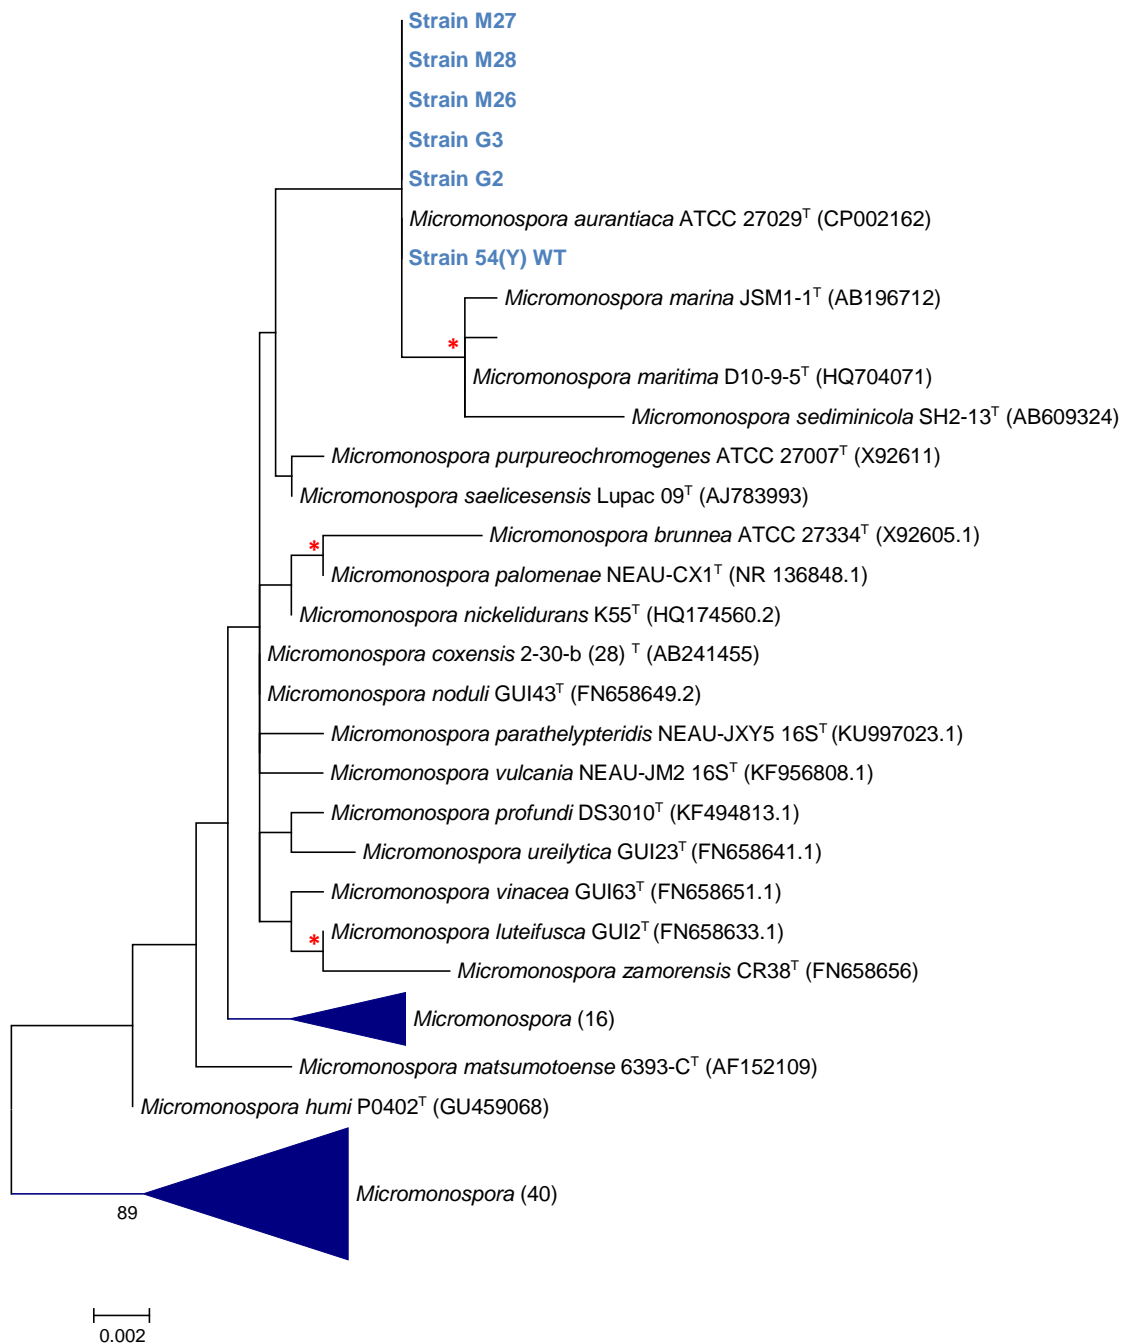 Strain M27
Strain M28
Strain M26
Strain G3
Strain G2
Micromonospora aurantiaca ATCC 27029ᵀ (CP002162)
Strain 54(Y) WT
Micromonospora marina JSM1-1ᵀ (AB196712)
*
Micromonospora maritima D10-9-5ᵀ (HQ704071)
Micromonospora sediminicola SH2-13ᵀ (AB609324)
Micromonospora purpureochromogenes ATCC 27007ᵀ (X92611)
Micromonospora saelicesensis Lupac 09ᵀ (AJ783993)
Micromonospora brunnea ATCC 27334ᵀ (X92605.1)
*
Micromonospora palomenae NEAU-CX1ᵀ (NR 136848.1)
Micromonospora nickelidurans K55ᵀ (HQ174560.2)
Micromonospora coxensis 2-30-b (28) ᵀ (AB241455)
Micromonospora noduli GUI43ᵀ (FN658649.2)
Micromonospora parathelypteridis NEAU-JXY5 16Sᵀ (KU997023.1)
Micromonospora vulcania NEAU-JM2 16Sᵀ (KF956808.1)
Micromonospora profundi DS3010ᵀ (KF494813.1)
Micromonospora ureilytica GUI23ᵀ (FN658641.1)
Micromonospora vinacea GUI63ᵀ (FN658651.1)
Micromonospora luteifusca GUI2ᵀ (FN658633.1)
*
Micromonospora zamorensis CR38ᵀ (FN658656)
Micromonospora (16)
Micromonospora matsumotoense 6393-Cᵀ (AF152109)
Micromonospora humi P0402ᵀ (GU459068)
Micromonospora (40)
89
0.002